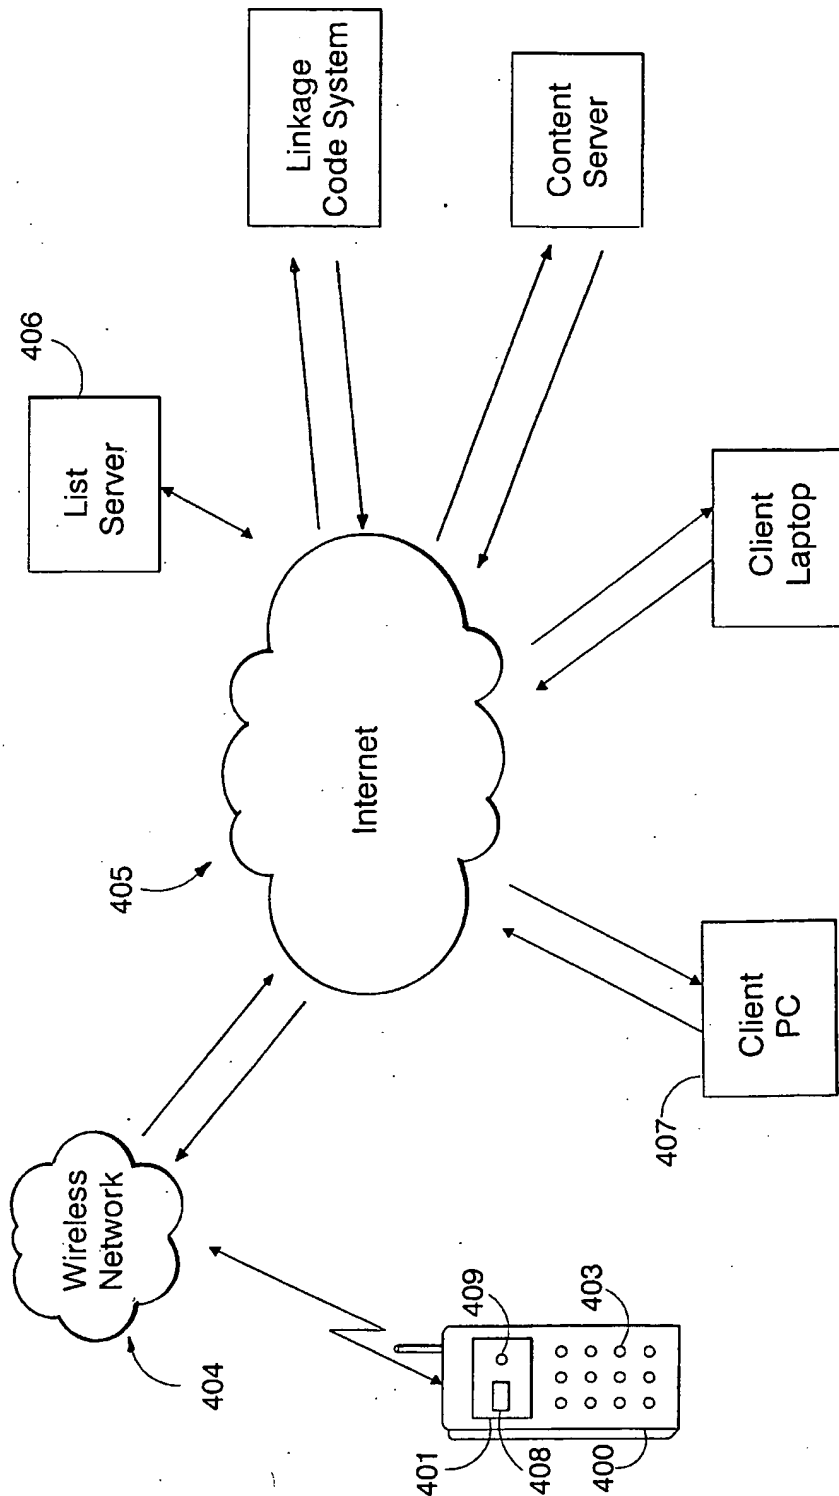 404
Wireless
Network
405
List
Server
406
Linkage
Code System
Internet
401
408
400
409
403
407
Client
PC
Client
Laptop
Content
Server